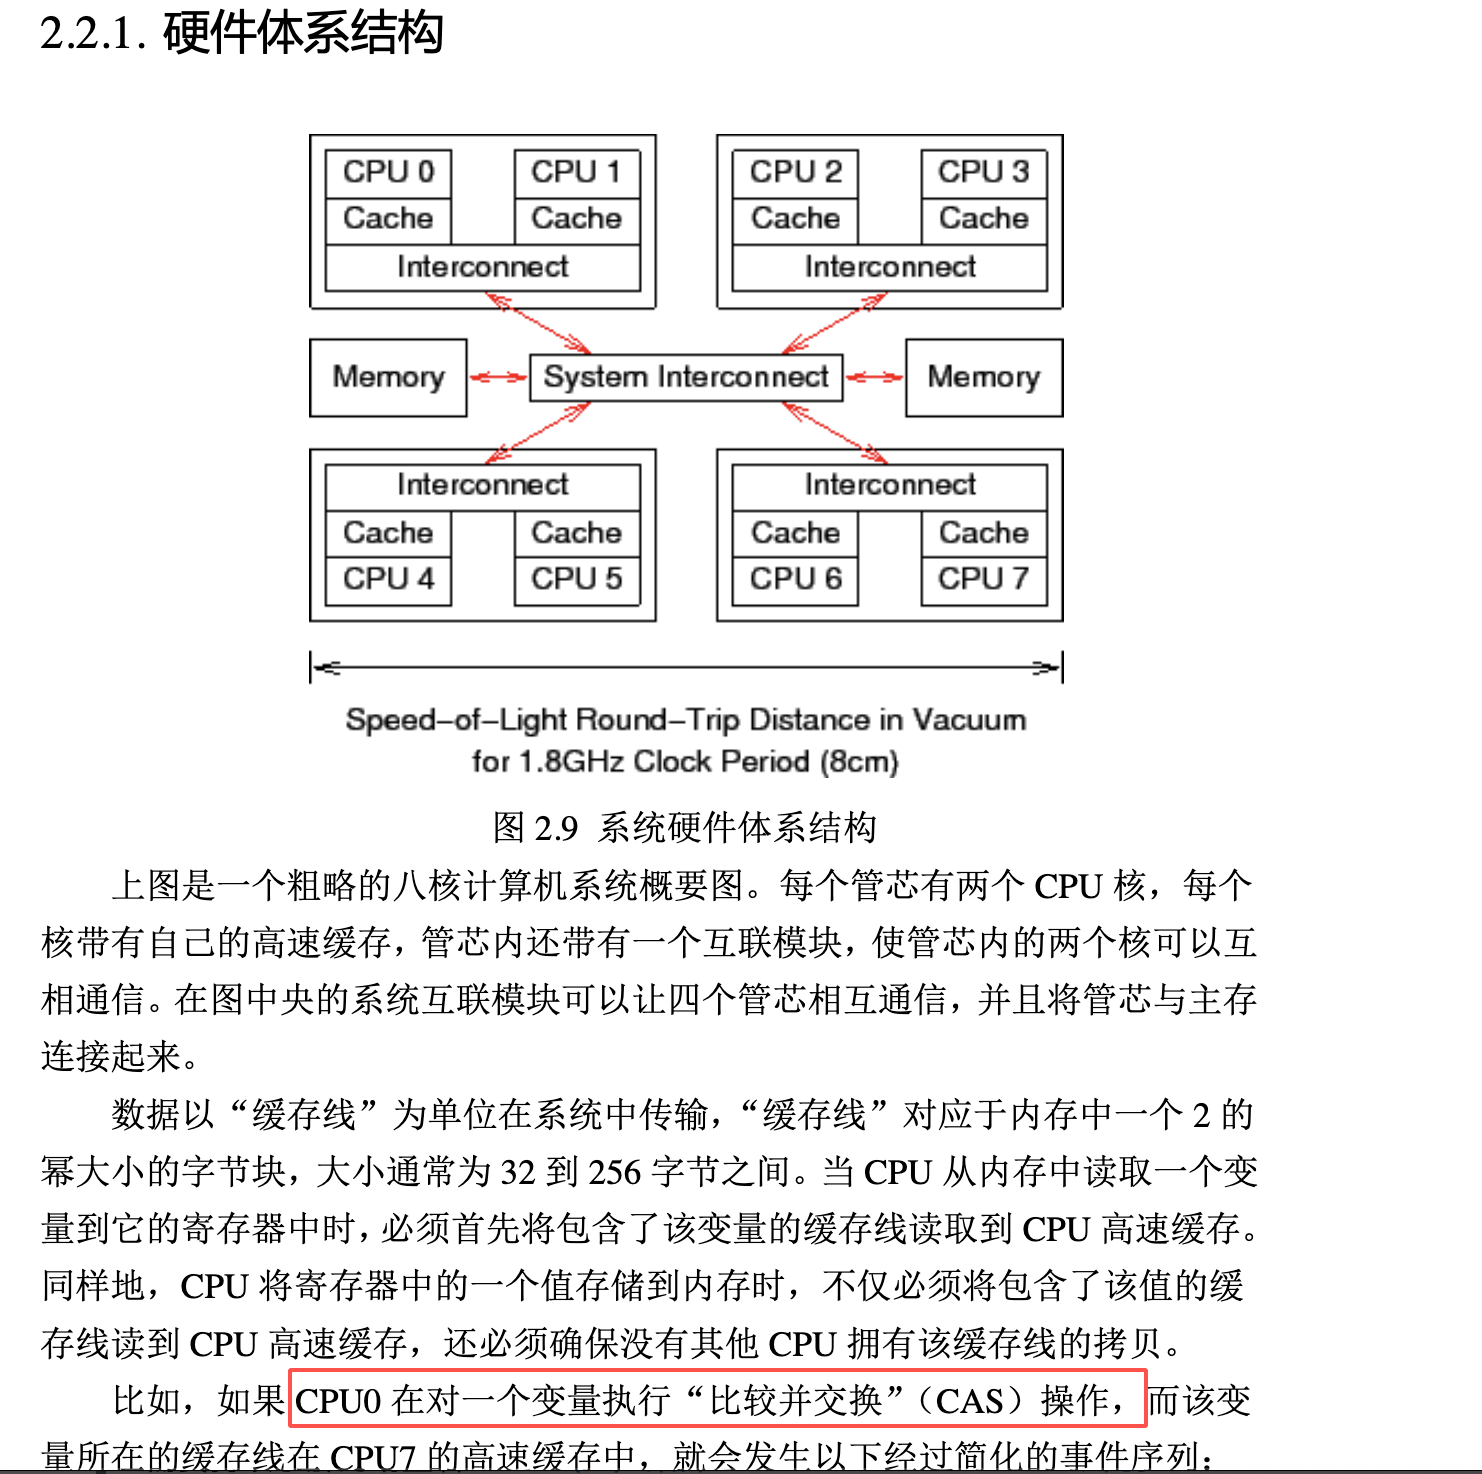 2.2.1. 硬件体系结构
CPU 0 CPU 1 CPU 2 CPU 3
Cache Cache Cache Cache
Interconnect Interconnect
Memory System Interconnect Memory
Interconnect Interconnect
Cache Cache Cache Cache
CPU 4 CPU 5 CPU 6 CPU 7
Speed–of–Light Round–Trip Distance in Vacuum
for 1.8GHz Clock Period (8cm)
图 2.9 系统硬件体系结构
上图是一个粗略的八核计算机系统概要图。每个管芯有两个 CPU 核，每个
核带有自己的高速缓存，管芯内还带有一个互联模块，使管芯内的两个核可以互
相通信。在图中央的系统互联模块可以让四个管芯相互通信，并且将管芯与主存
连接起来。
数据以“缓存线”为单位在系统中传输，“缓存线”对应于内存中一个 2 的
幂大小的字节块，大小通常为 32 到 256 字节之间。当 CPU 从内存中读取一个变
量到它的寄存器中时，必须首先将包含了该变量的缓存线读取到 CPU 高速缓存。
同样地，CPU 将寄存器中的一个值存储到内存时，不仅必须将包含了该值的缓
存线读到 CPU 高速缓存，还必须确保没有其他 CPU 拥有该缓存线的拷贝。
比如，如果 CPU0 在对一个变量执行“比较并交换”（CAS）操作，而该变
量所在的缓存线在 CPU7 的高速缓存中，就会发生以下经过简化的事件序列：